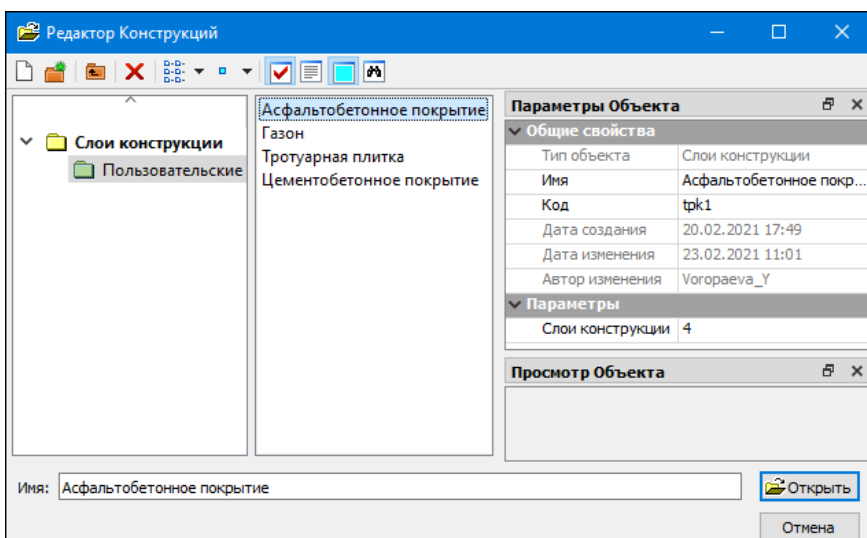 Редактор Конструкций
Слои конструкции
Пользовательские
Асфальтобетонное покрытие
Газон
Тротуарная плитка
Цементобетонное покрытие
Параметры Объекта
Общие свойства
Тип объекта Слои конструкции
Имя Асфальтобетонное покр...
Код tpk1
Дата создания 20.02.2021 17:49
Дата изменения 23.02.2021 11:01
Автор изменения Voropaeva_Y
Параметры
Слои конструкции 4
Просмотр Объекта
Имя: Асфальтобетонное покрытие
Открыть
Отмена